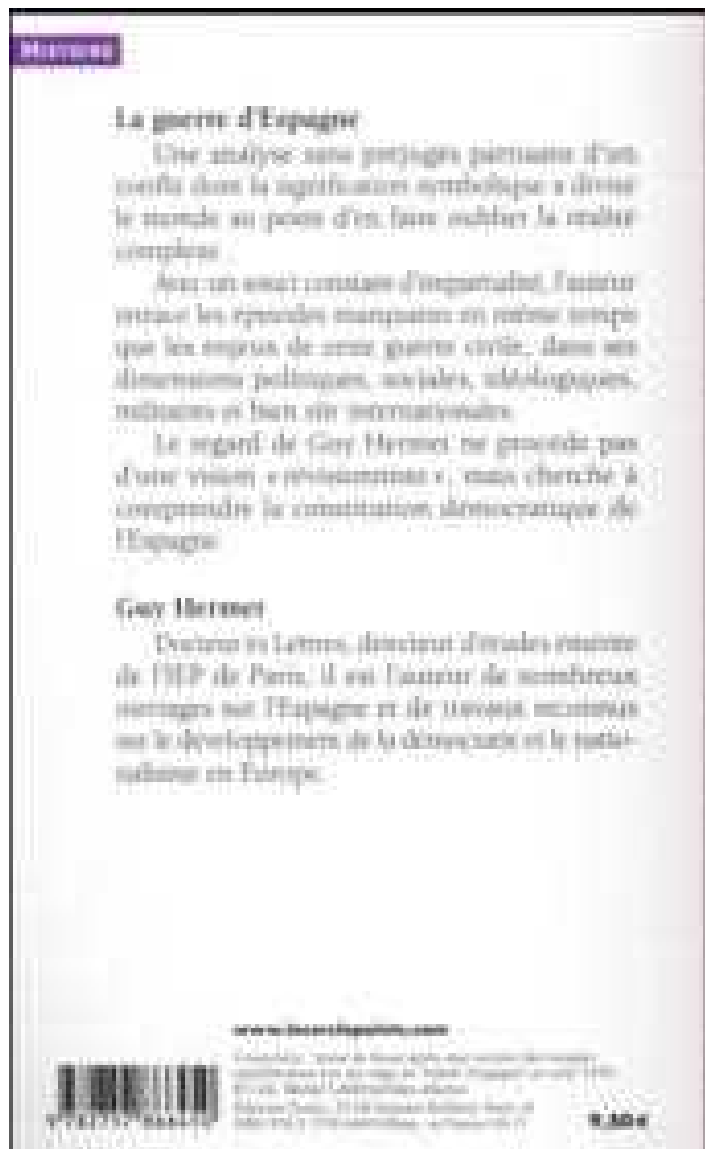 HISTOIRE
La guerre d'Espagne
Une analyse sans préjugés partisans d'un
conflit dont la signification symbolique a divisé
le monde au point d'en faire oublier la réalité
complexe.
Avec un souci constant d'impartialité, l'auteur
retrace les épisodes marquants en même temps
que les enjeux de cette guerre civile, dans ses
dimensions politiques, sociales, idéologiques,
militaires et bien sûr internationales.
Le regard de Guy Hermet ne procède pas
d'une vision « révisionniste », mais cherche à
comprendre la constitution démocratique de
l'Espagne.
Guy Hermet
Docteur ès Lettres, directeur d'études émérite
de l'IEP de Paris, il est l'auteur de nombreux
ouvrages sur l'Espagne et de travaux reconnus
sur le développement de la démocratie et le natio-
nalisme en Europe.
9,50 €